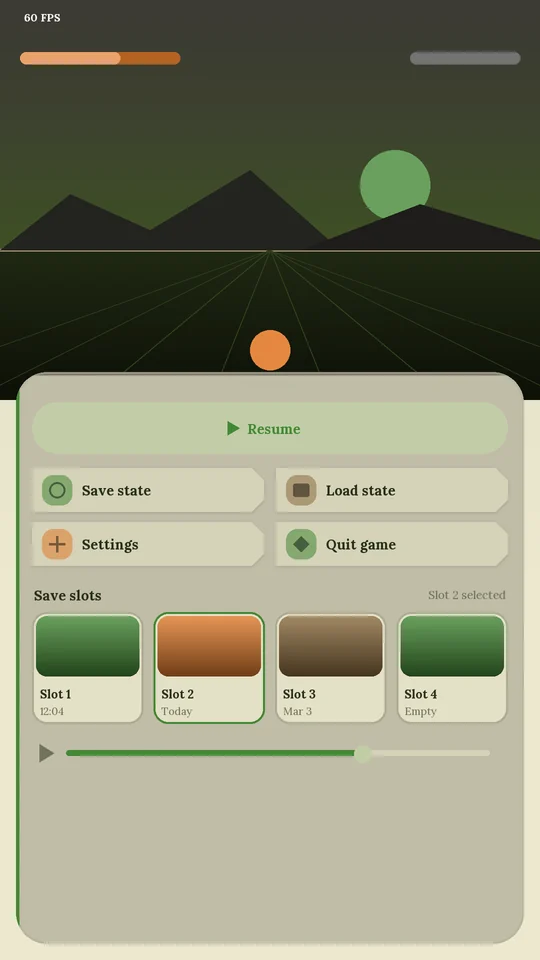 60 FPS
Resume
Save state
Load state
Settings
Quit game
Save slots
Slot 2 selected
Slot 1
12:04
Slot 2
Today
Slot 3
Mar 3
Slot 4
Empty